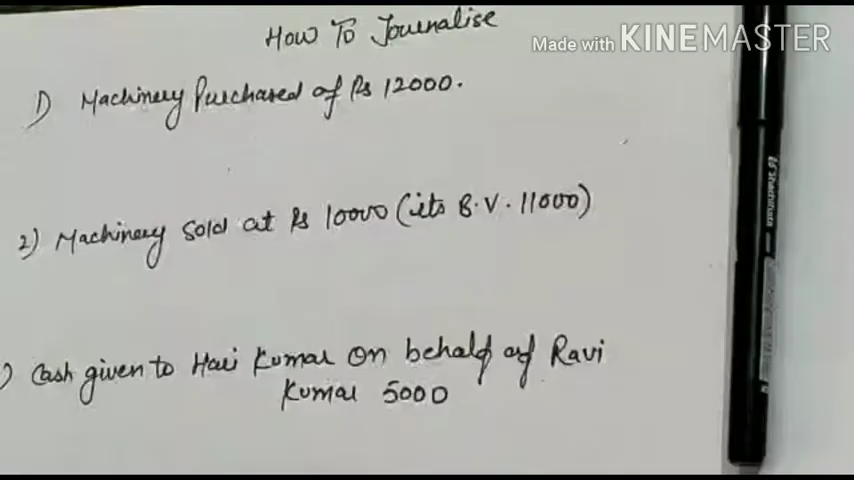 How To Journalise
Made with KINEMASTER
1) Machinery Purchased of Rs 12000.
2) Machinery sold at Rs 10000 (its B.V. 11000)
) Cash given to Hari Kumar On behalf of Ravi
Kumar 5000